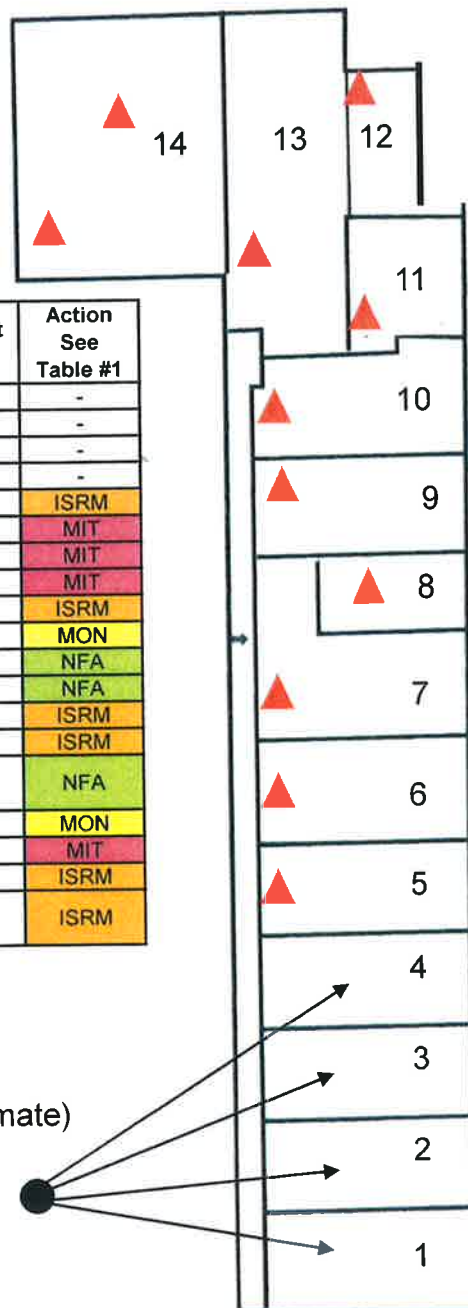 14
13
12
11
10
9
8
7
6
5
4
3
2
1
t
Action
See
Table #1
-
-
-
-
ISRM
MIT
MIT
MIT
ISRM
MON
NFA
NFA
ISRM
ISRM
NFA
MON
MIT
ISRM
ISRM
mate)